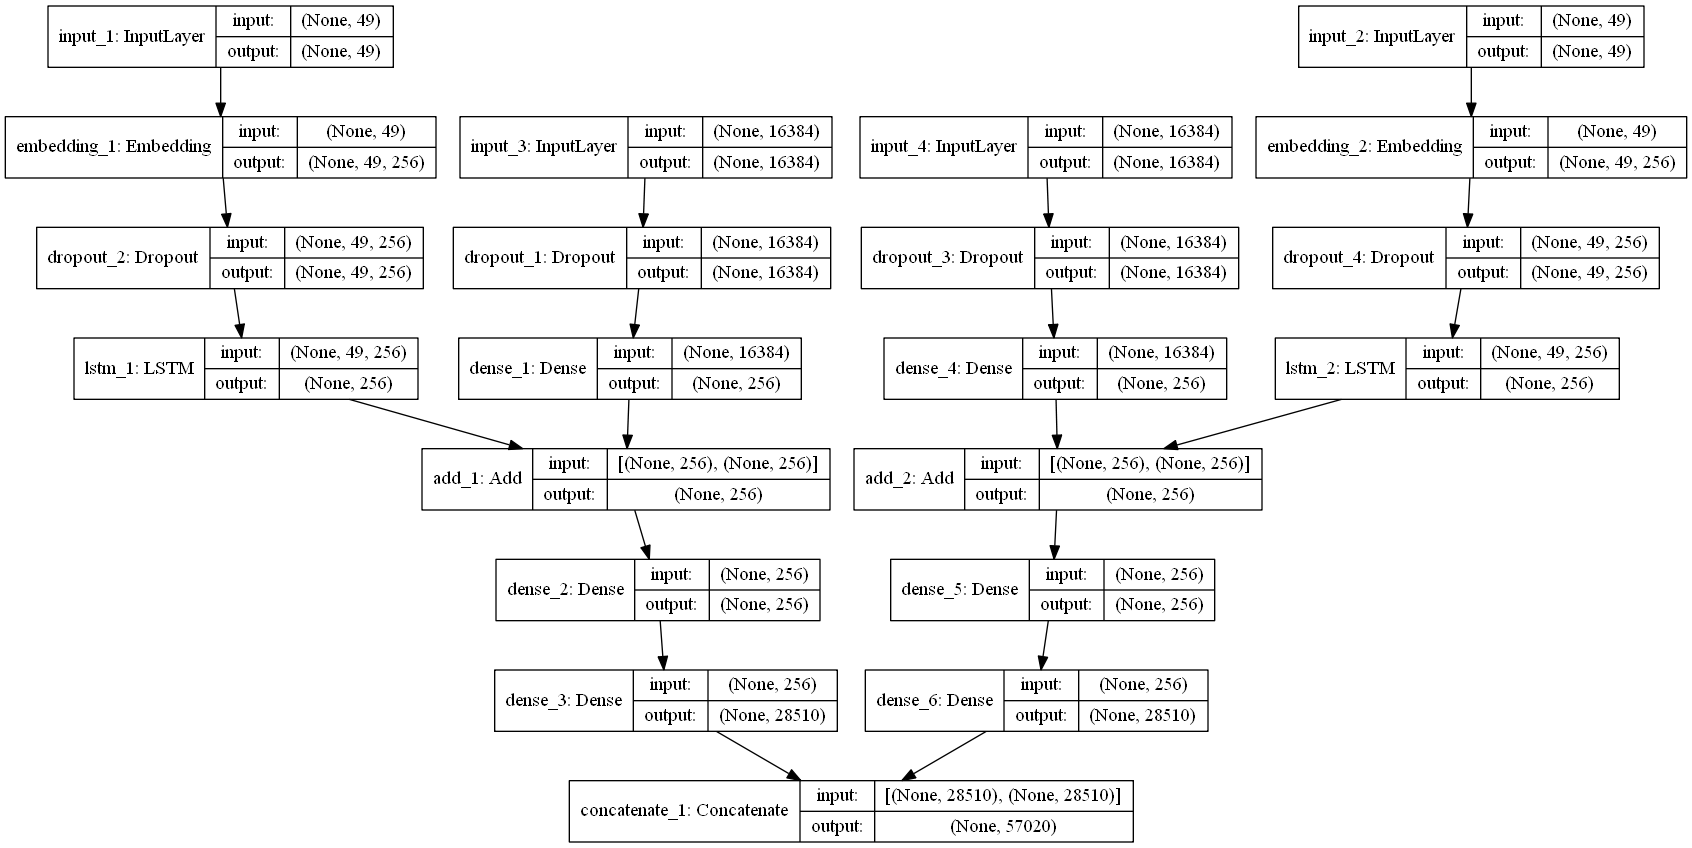 input_1: InputLayer input: (None, 49)
output: (None, 49)
input_2: InputLayer input: (None, 49)
output: (None, 49)
embedding_1: Embedding input: (None, 49)
output: (None, 49, 256)
input_3: InputLayer input: (None, 16384)
output: (None, 16384)
input_4: InputLayer input: (None, 16384)
output: (None, 16384)
embedding_2: Embedding input: (None, 49)
output: (None, 49, 256)
dropout_2: Dropout input: (None, 49, 256)
output: (None, 49, 256)
dropout_1: Dropout input: (None, 16384)
output: (None, 16384)
dropout_3: Dropout input: (None, 16384)
output: (None, 16384)
dropout_4: Dropout input: (None, 49, 256)
output: (None, 49, 256)
lstm_1: LSTM input: (None, 49, 256)
output: (None, 256)
dense_1: Dense input: (None, 16384)
output: (None, 256)
dense_4: Dense input: (None, 16384)
output: (None, 256)
lstm_2: LSTM input: (None, 49, 256)
output: (None, 256)
add_1: Add input: [(None, 256), (None, 256)]
output: (None, 256)
add_2: Add input: [(None, 256), (None, 256)]
output: (None, 256)
dense_2: Dense input: (None, 256)
output: (None, 256)
dense_5: Dense input: (None, 256)
output: (None, 256)
dense_3: Dense input: (None, 256)
output: (None, 28510)
dense_6: Dense input: (None, 256)
output: (None, 28510)
concatenate_1: Concatenate input: [(None, 28510), (None, 28510)]
output: (None, 57020)